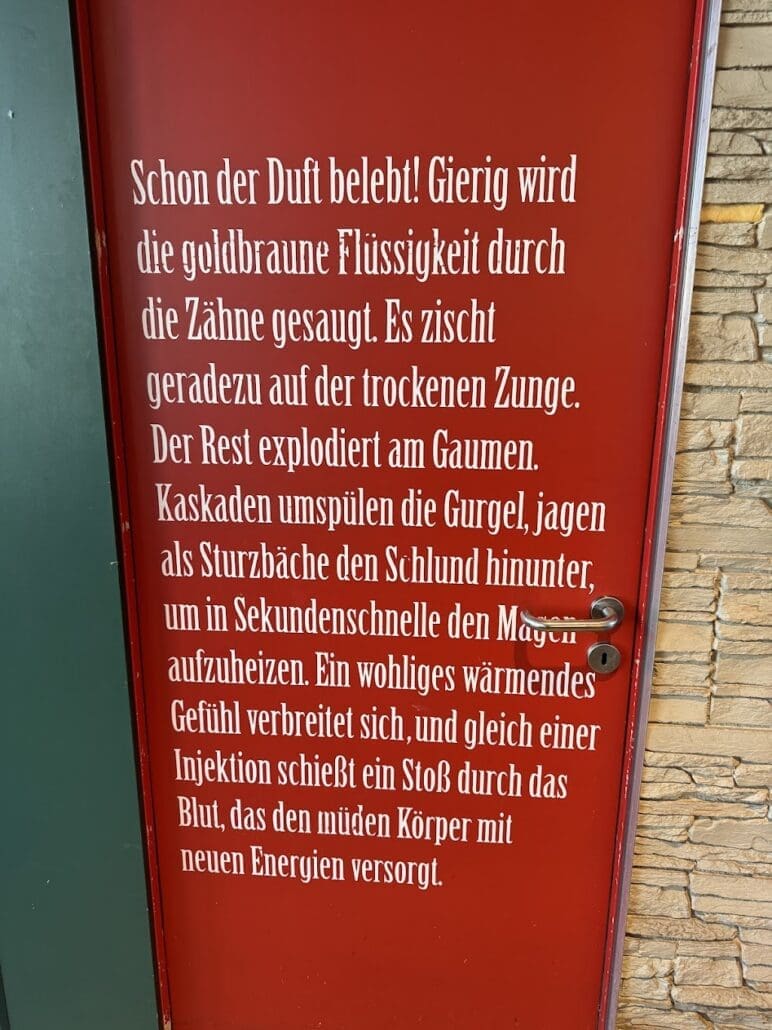 Schon der Duft belebt! Gierig wird
die goldbraune Flüssigkeit durch
die Zähne gesaugt. Es zischt
geradezu auf der trockenen Zunge.
Der Rest explodiert am Gaumen.
Kaskaden umspülen die Gurgel, jagen
als Sturzbäche den Schlund hinunter,
um in Sekundenschnelle den Magen
aufzuheizen. Ein wohliges wärmendes
Gefühl verbreitet sich, und gleich einer
Injektion schießt ein Stoß durch das
Blut, das den müden Körper mit
neuen Energien versorgt.